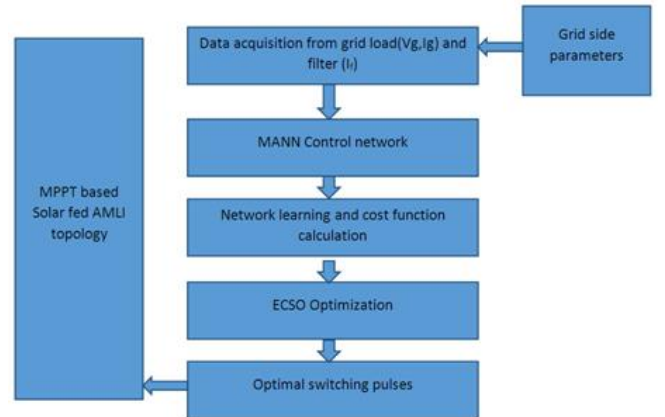 Data acquisition from grid load(Vg,Ig) and
filter (If)
Grid side
parameters
MANN Control network
MPPT based
Solar fed AMLI
topology
Network learning and cost function
calculation
ECSO Optimization
Optimal switching pulses